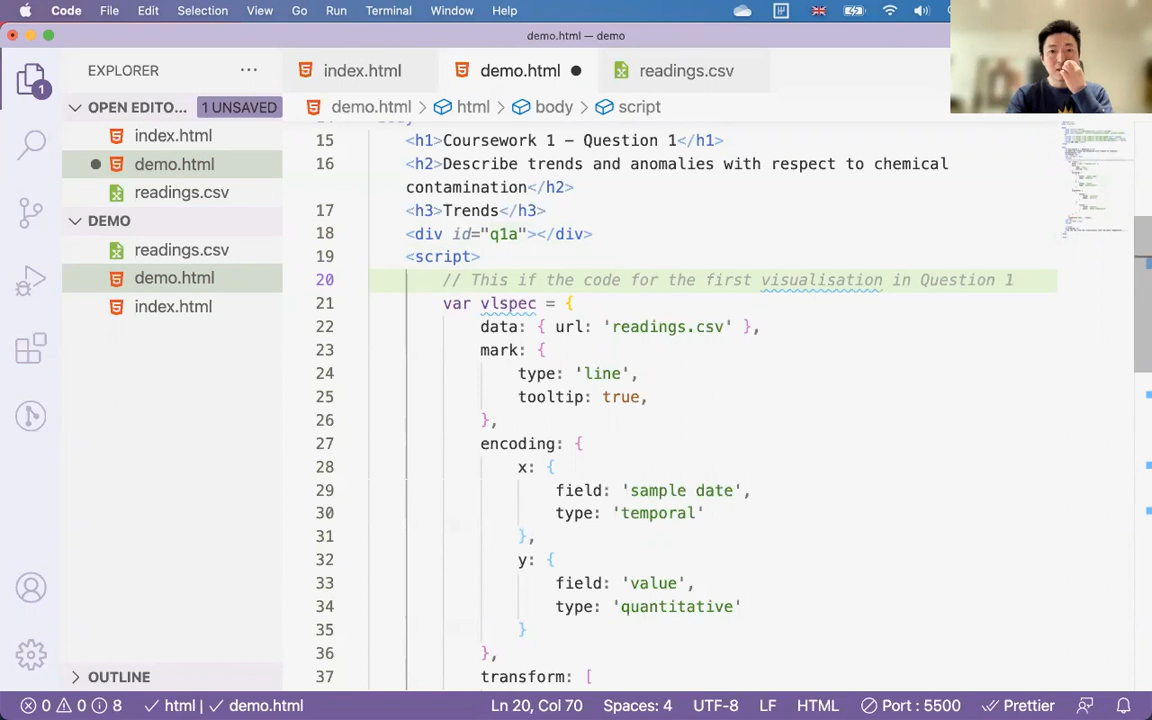 Code File Edit Selection View Go Run Terminal Window Help
demo.html — demo
EXPLORER
index.html
demo.html
readings.csv
OPEN EDITO...
1 UNSAVED
demo.html > html > body > script
index.html
demo.html
readings.csv
DEMO
readings.csv
demo.html
index.html
15 <h1>Coursework 1 – Question 1</h1>
16 <h2>Describe trends and anomalies with respect to chemical
contamination</h2>
17 <h3>Trends</h3>
18 <div id="q1a"></div>
19 <script>
20 // This if the code for the first visualisation in Question 1
21 var vlspec = {
22 data: { url: 'readings.csv' },
23 mark: {
24 type: 'line',
25 tooltip: true,
26 },
27 encoding: {
28 x: {
29 field: 'sample date',
30 type: 'temporal'
31 },
32 y: {
33 field: 'value',
34 type: 'quantitative'
35 }
36 },
37 transform: [
1
OUTLINE
0 0 8 html | demo.html Ln 20, Col 70 Spaces: 4 UTF-8 LF HTML Port : 5500 Prettier